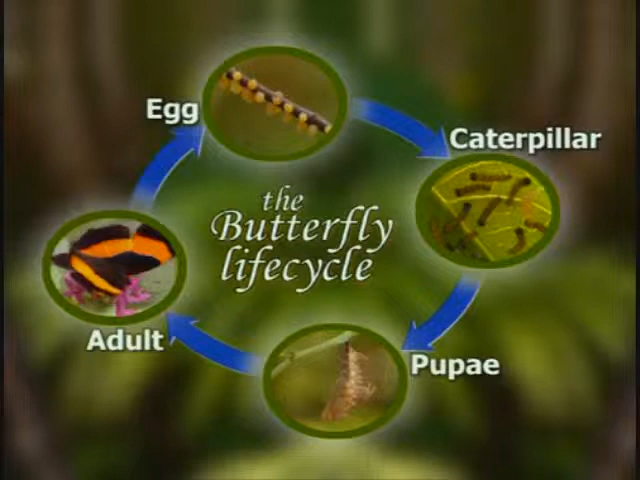 Egg
Caterpillar
the
Butterfly
lifecycle
Adult
Pupae